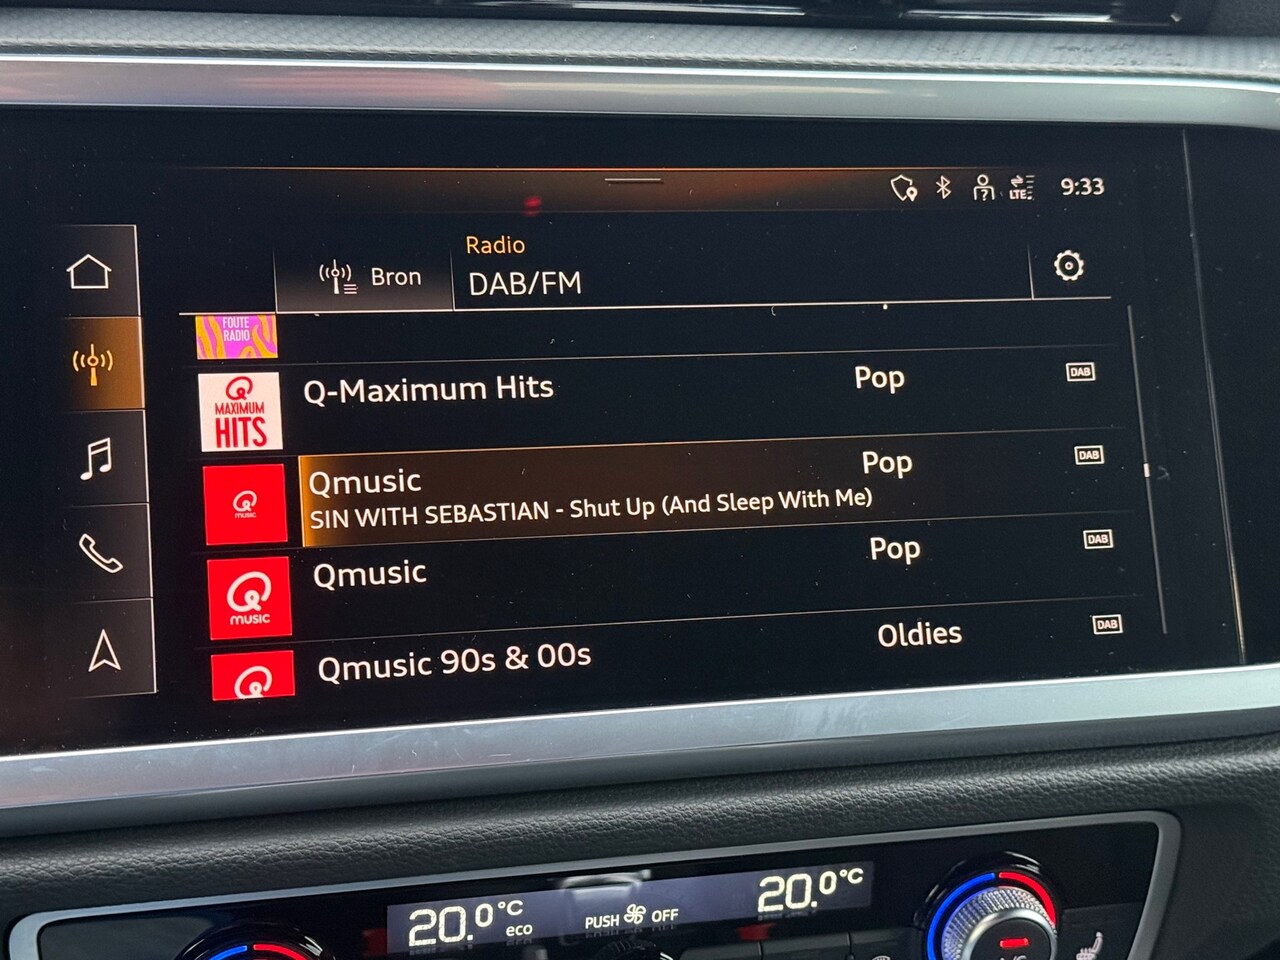 LTE
9:33
Bron
Radio
DAB/FM
FOUTE
RADIO
MAXIMUM
HITS
Q-Maximum Hits
Pop
DAB
music
Qmusic
SIN WITH SEBASTIAN - Shut Up (And Sleep With Me)
Pop
DAB
MUSIC
Qmusic
Pop
DAB
Qmusic 90s & 00s
Oldies
DAB
20.0°C
eco
PUSH OFF
20.0°C